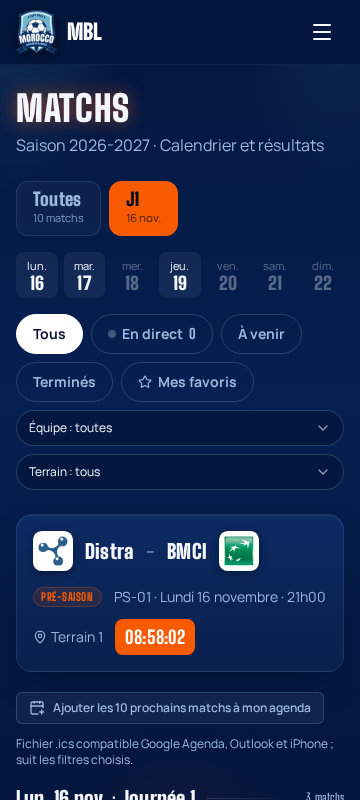 MOROCCO
MBL
MATCHS
Saison 2026-2027 · Calendrier et résultats
Toutes
10 matchs
J1
16 nov.
lun. mar. mer. jeu. ven. sam. dim.
16 17 18 19 20 21 22
Tous En direct 0 À venir
Terminés Mes favoris
Équipe : toutes
Terrain : tous
Distra - BMCI
PRÉ-SAISON PS-01 · Lundi 16 novembre · 21h00
Terrain 1 08:58:02
Ajouter les 10 prochains matchs à mon agenda
Fichier .ics compatible Google Agenda, Outlook et iPhone ;
suit les filtres choisis.
Lun. 16 nov. · Journée 1 3 matchs